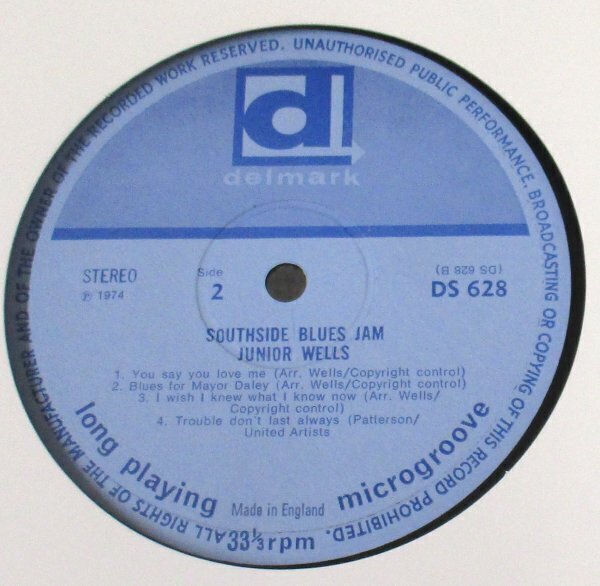 ALL RIGHTS OF THE MANUFACTURER AND OF THE OWNER OF THE RECORDED WORK RESERVED. UNAUTHORISED PUBLIC PERFORMANCE, BROADCASTING OR COPYING OF THIS RECORD PROHIBITED.
d
delmark
STEREO
℗ 1974
Side
2
(DS 628 B)
DS 628
SOUTHSIDE BLUES JAM
JUNIOR WELLS
1. You say you love me (Arr. Wells/Copyright control)
2. Blues for Mayor Daley (Arr. Wells/Copyright control)
3. I wish I knew what I know now (Arr. Wells/
Copyright control)
4. Trouble don't last always (Patterson/
United Artists
long playing
Made in England
microgroove
33⅓rpm